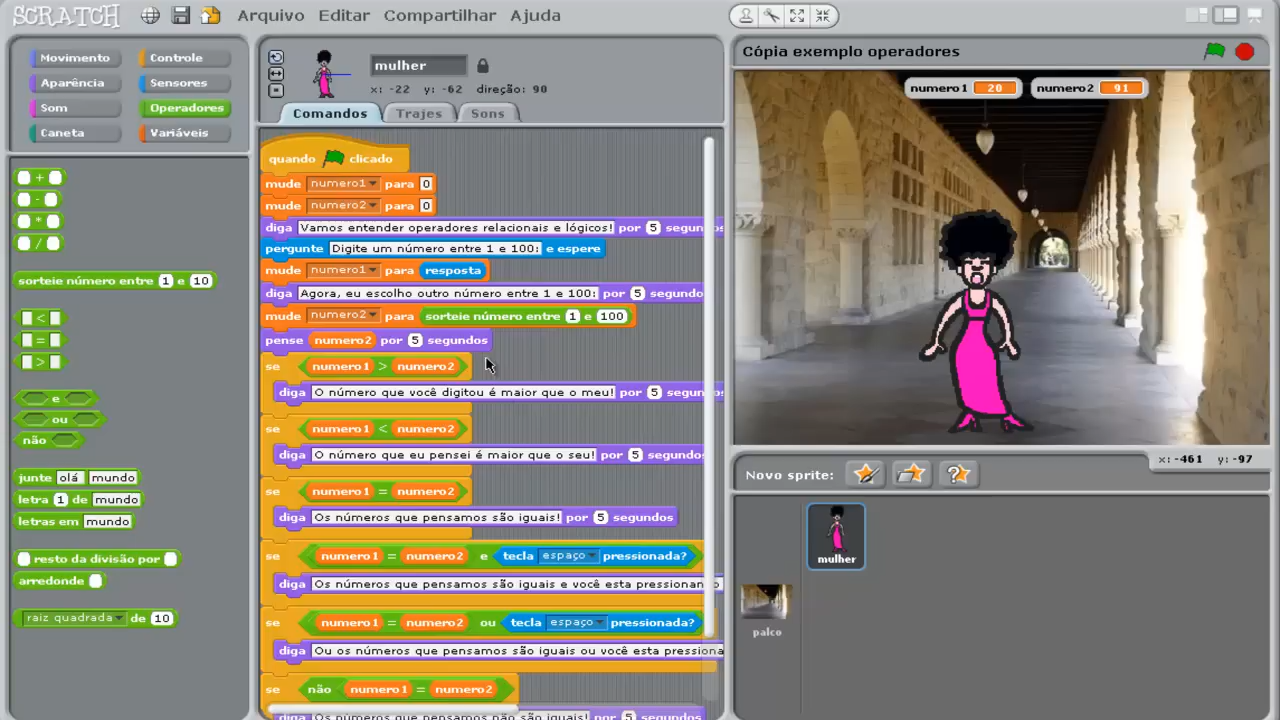 SCRATCH Arquivo Editar Compartilhar Ajuda
Movimento Controle
Aparência Sensores
Som Operadores
Caneta Variáveis
+
-
*
/
sorteie número entre 1 e 10
<
=
>
e
ou
não
junte olá mundo
letra 1 de mundo
letras em mundo
resto da divisão por
arredonde
raiz quadrada de 10
mulher
x: -22 y: -62 direção: 90
Comandos Trajes Sons
quando clicado
mude numero1 para 0
mude numero2 para 0
diga Vamos entender operadores relacionais e lógicos! por 5
pergunte Digite um número entre 1 e 100: e espere
mude numero1 para resposta
diga Agora, eu escolho outro número entre 1 e 100: por 5
mude numero2 para sorteie número entre 1 e 100
pense numero2 por 5 segundos
se numero1 > numero2
diga O número que você digitou é maior que o meu! por 5
se numero1 < numero2
diga O número que eu pensei é maior que o seu! por 5
se numero1 = numero2
diga Os números que pensamos são iguais! por 5 segundos
se numero1 = numero2 e tecla espaço pressionada?
diga Os números que pensamos são iguais e você esta
se numero1 = numero2 ou tecla espaço pressionada?
diga Ou os números que pensamos são iguais ou você esta
se não numero1 = numero2
diga Os números que pensamos não são iguais! por 5 segundos
Cópia exemplo operadores
numero1 20 numero2 91
x: -461 y: -97
Novo sprite:
mulher
palco